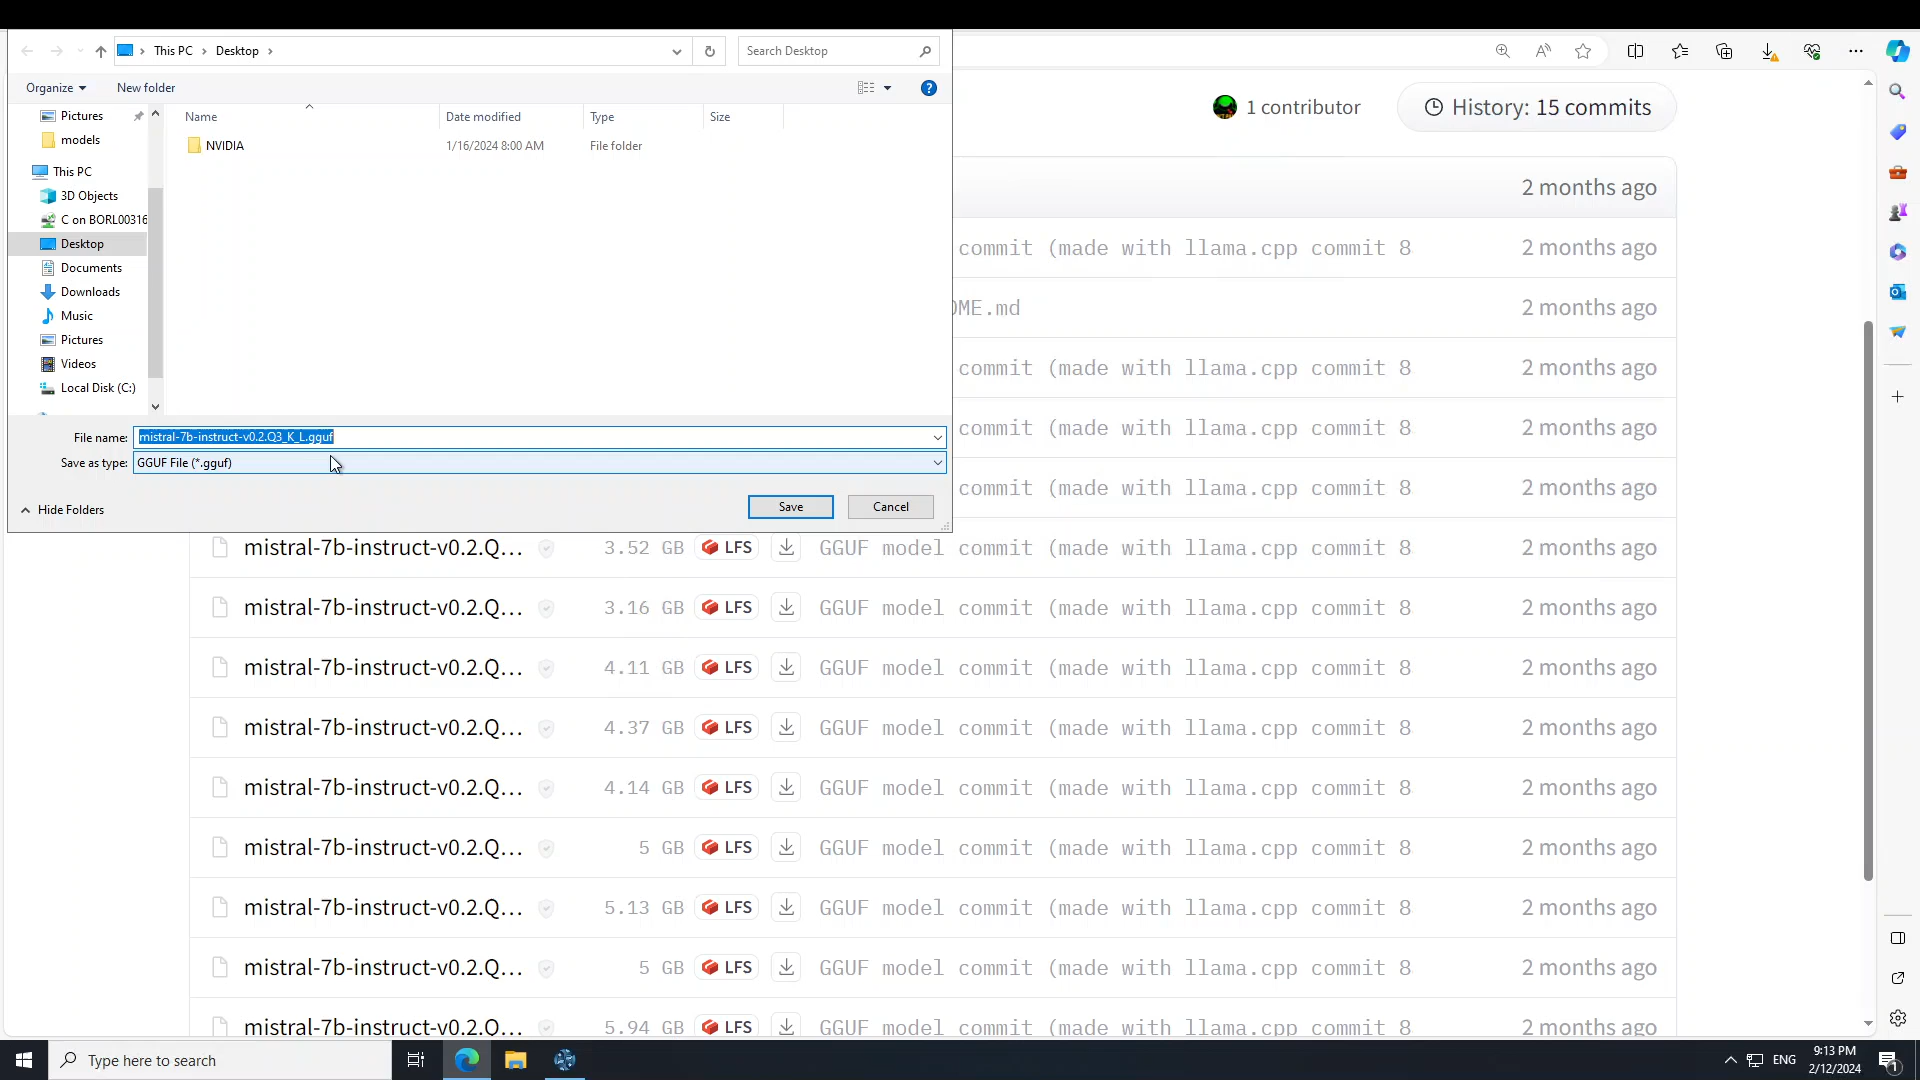 This PC > Desktop >
Search Desktop
Organize
New folder
Pictures
models
This PC
3D Objects
C on BORL00316
Desktop
Documents
Downloads
Music
Pictures
Videos
Local Disk (C:)
Name
Date modified
Type
Size
NVIDIA
1/16/2024 8:00 AM
File folder
File name:
mistral-7b-instruct-v0.2.Q3_K_L.gguf
Save as type:
GGUF File (*.gguf)
Hide Folders
Save
Cancel
1 contributor
History: 15 commits
2 months ago
commit (made with llama.cpp commit 8
2 months ago
ME.md
2 months ago
commit (made with llama.cpp commit 8
2 months ago
commit (made with llama.cpp commit 8
2 months ago
commit (made with llama.cpp commit 8
2 months ago
mistral-7b-instruct-v0.2.Q... 3.52 GB LFS GGUF model commit (made with llama.cpp commit 8 2 months ago
mistral-7b-instruct-v0.2.Q... 3.16 GB LFS GGUF model commit (made with llama.cpp commit 8 2 months ago
mistral-7b-instruct-v0.2.Q... 4.11 GB LFS GGUF model commit (made with llama.cpp commit 8 2 months ago
mistral-7b-instruct-v0.2.Q... 4.37 GB LFS GGUF model commit (made with llama.cpp commit 8 2 months ago
mistral-7b-instruct-v0.2.Q... 4.14 GB LFS GGUF model commit (made with llama.cpp commit 8 2 months ago
mistral-7b-instruct-v0.2.Q... 5 GB LFS GGUF model commit (made with llama.cpp commit 8 2 months ago
mistral-7b-instruct-v0.2.Q... 5.13 GB LFS GGUF model commit (made with llama.cpp commit 8 2 months ago
mistral-7b-instruct-v0.2.Q... 5 GB LFS GGUF model commit (made with llama.cpp commit 8 2 months ago
mistral-7b-instruct-v0.2.Q... 5.94 GB LFS GGUF model commit (made with llama.cpp commit 8 2 months ago
Type here to search
ENG
9:13 PM
2/12/2024
1